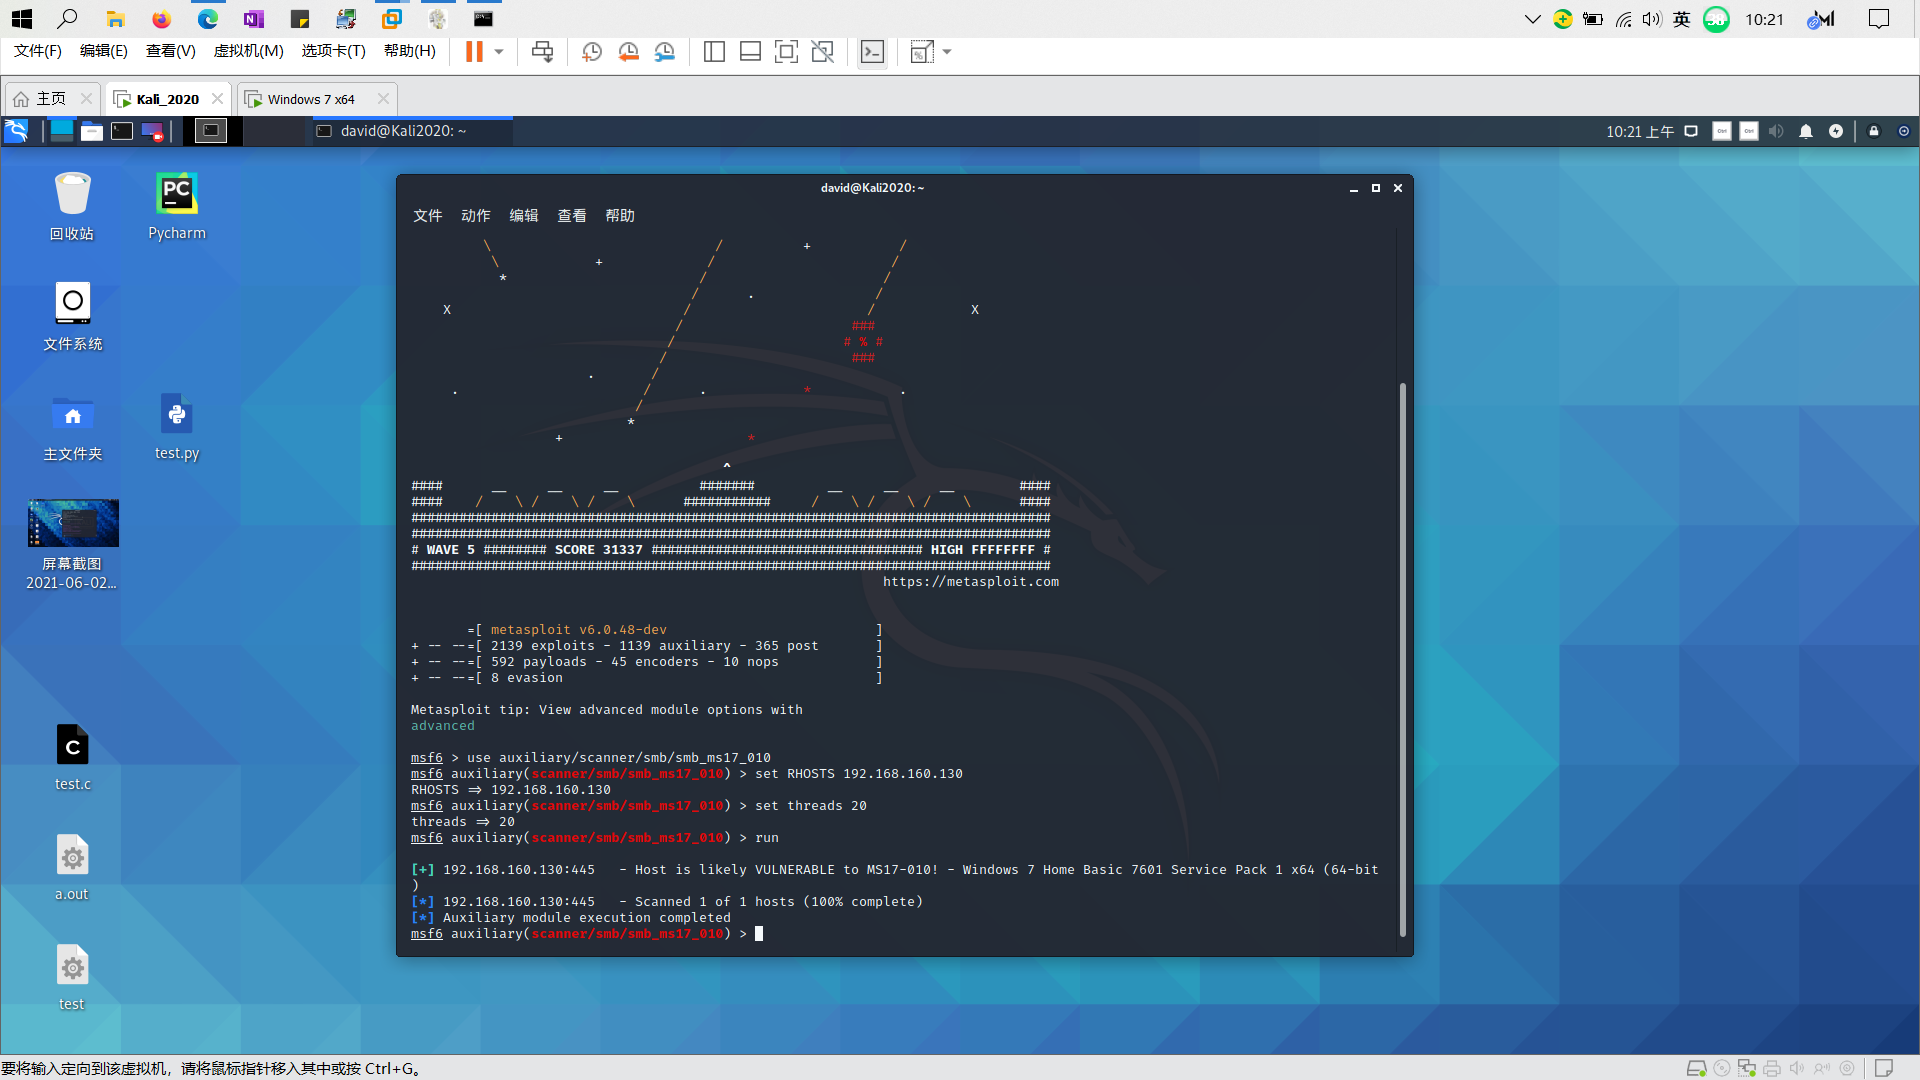 英
38
10:21
文件(F) 编辑(E) 查看(V) 虚拟机(M) 选项卡(T) 帮助(H)
主页
Kali_2020
Windows 7 x64
david@Kali2020: ~
10:21 上午
回收站
PC
Pycharm
文件系统
主文件夹
test.py
屏幕截图
2021-06-02...
C
test.c
a.out
test
david@Kali2020: ~
文件 动作 编辑 查看 帮助
\ / + /
\ + / /
* / /
/ . /
X / / X
/ ###
/ # % #
/ ###
. /
. / . * .
/
*
+ *
^
#### __ __ __ ####### __ __ __ ####
#### / \ / \ / \ ########### / \ / \ / \ ####
################################################################################
################################################################################
# WAVE 5 ######## SCORE 31337 ################################## HIGH FFFFFFFF #
################################################################################
https://metasploit.com
=[ metasploit v6.0.48-dev ]
+ -- --=[ 2139 exploits - 1139 auxiliary - 365 post ]
+ -- --=[ 592 payloads - 45 encoders - 10 nops ]
+ -- --=[ 8 evasion ]
Metasploit tip: View advanced module options with
advanced
msf6 > use auxiliary/scanner/smb/smb_ms17_010
msf6 auxiliary(scanner/smb/smb_ms17_010) > set RHOSTS 192.168.160.130
RHOSTS => 192.168.160.130
msf6 auxiliary(scanner/smb/smb_ms17_010) > set threads 20
threads => 20
msf6 auxiliary(scanner/smb/smb_ms17_010) > run
[+] 192.168.160.130:445 - Host is likely VULNERABLE to MS17-010! - Windows 7 Home Basic 7601 Service Pack 1 x64 (64-bit
)
[*] 192.168.160.130:445 - Scanned 1 of 1 hosts (100% complete)
[*] Auxiliary module execution completed
msf6 auxiliary(scanner/smb/smb_ms17_010) >
要将输入定向到该虚拟机，请将鼠标指针移入其中或按 Ctrl+G。